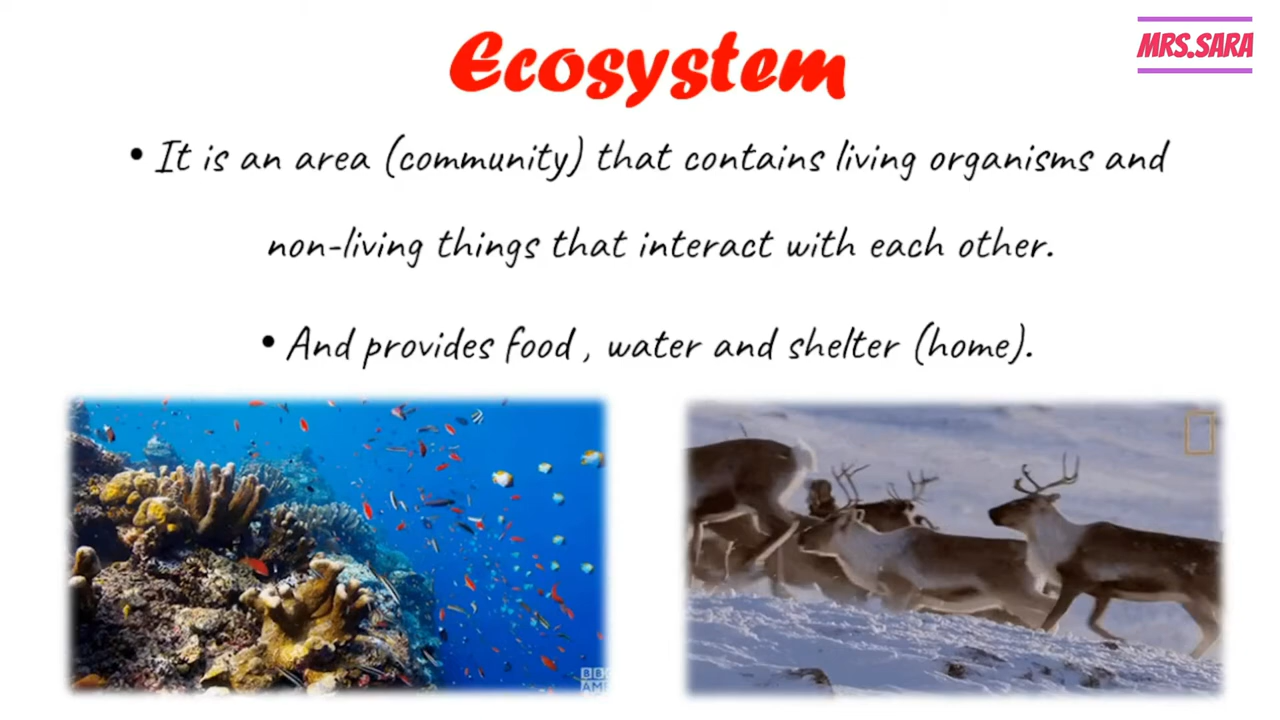 Ecosystem
MRS.SARA
• It is an area (community) that contains living organisms and
non-living things that interact with each other.
• And provides food , water and shelter (home).
BBC